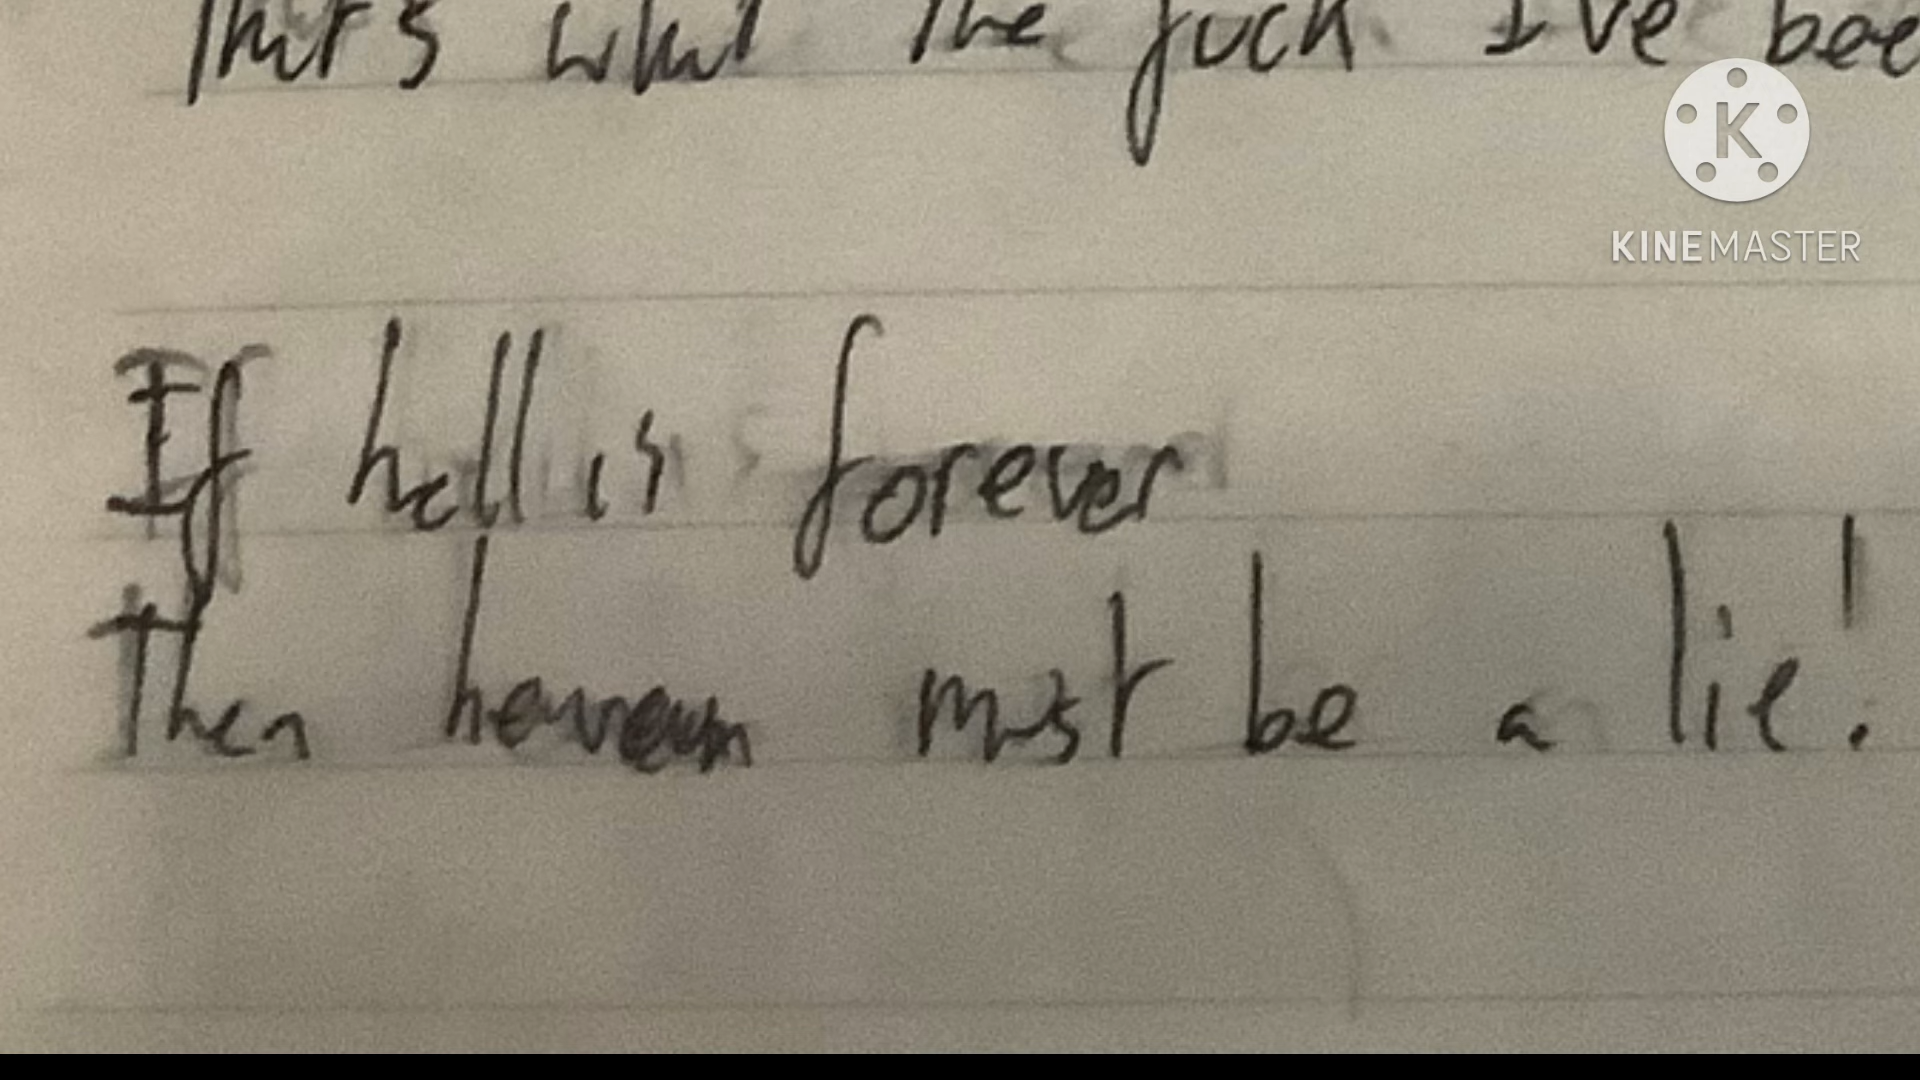 That's what the fuck I've bee
K
KINEMASTER
If hell is forever
Then heaven must be a lie!